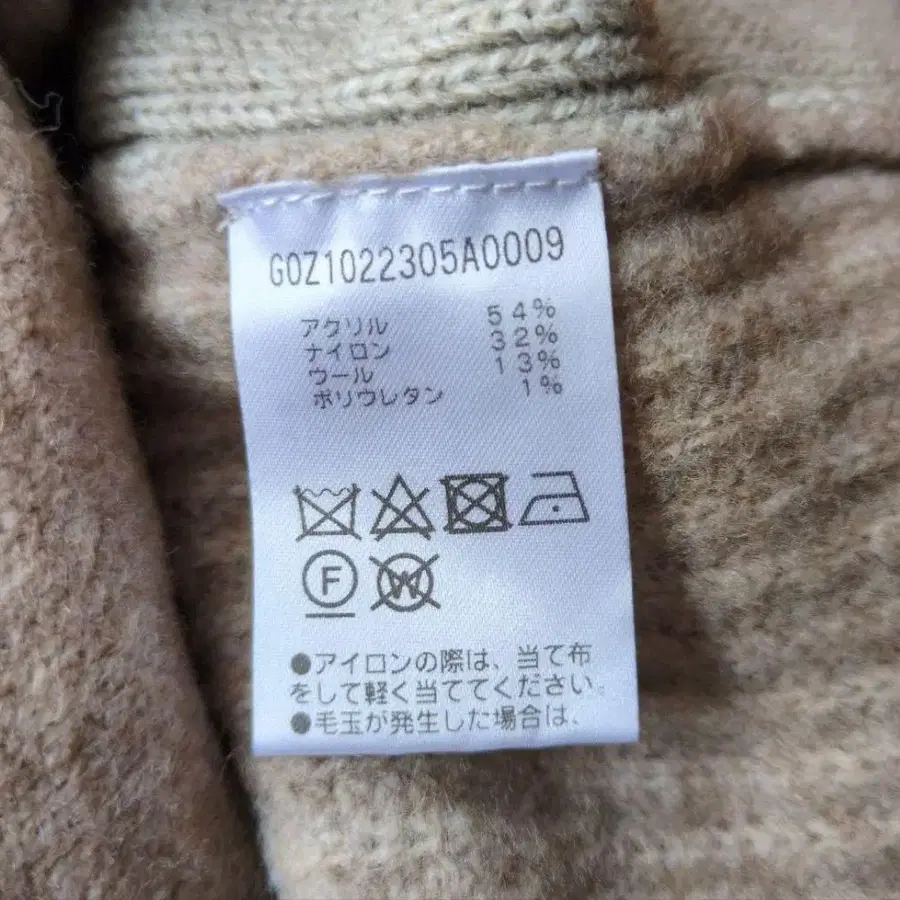 G0Z1022305A0009
アクリル 54%
ナイロン 32%
ウール 13%
ポリウレタン 1%
F W
●アイロンの際は、当て布
をして軽く当ててください。
●毛玉が発生した場合は、